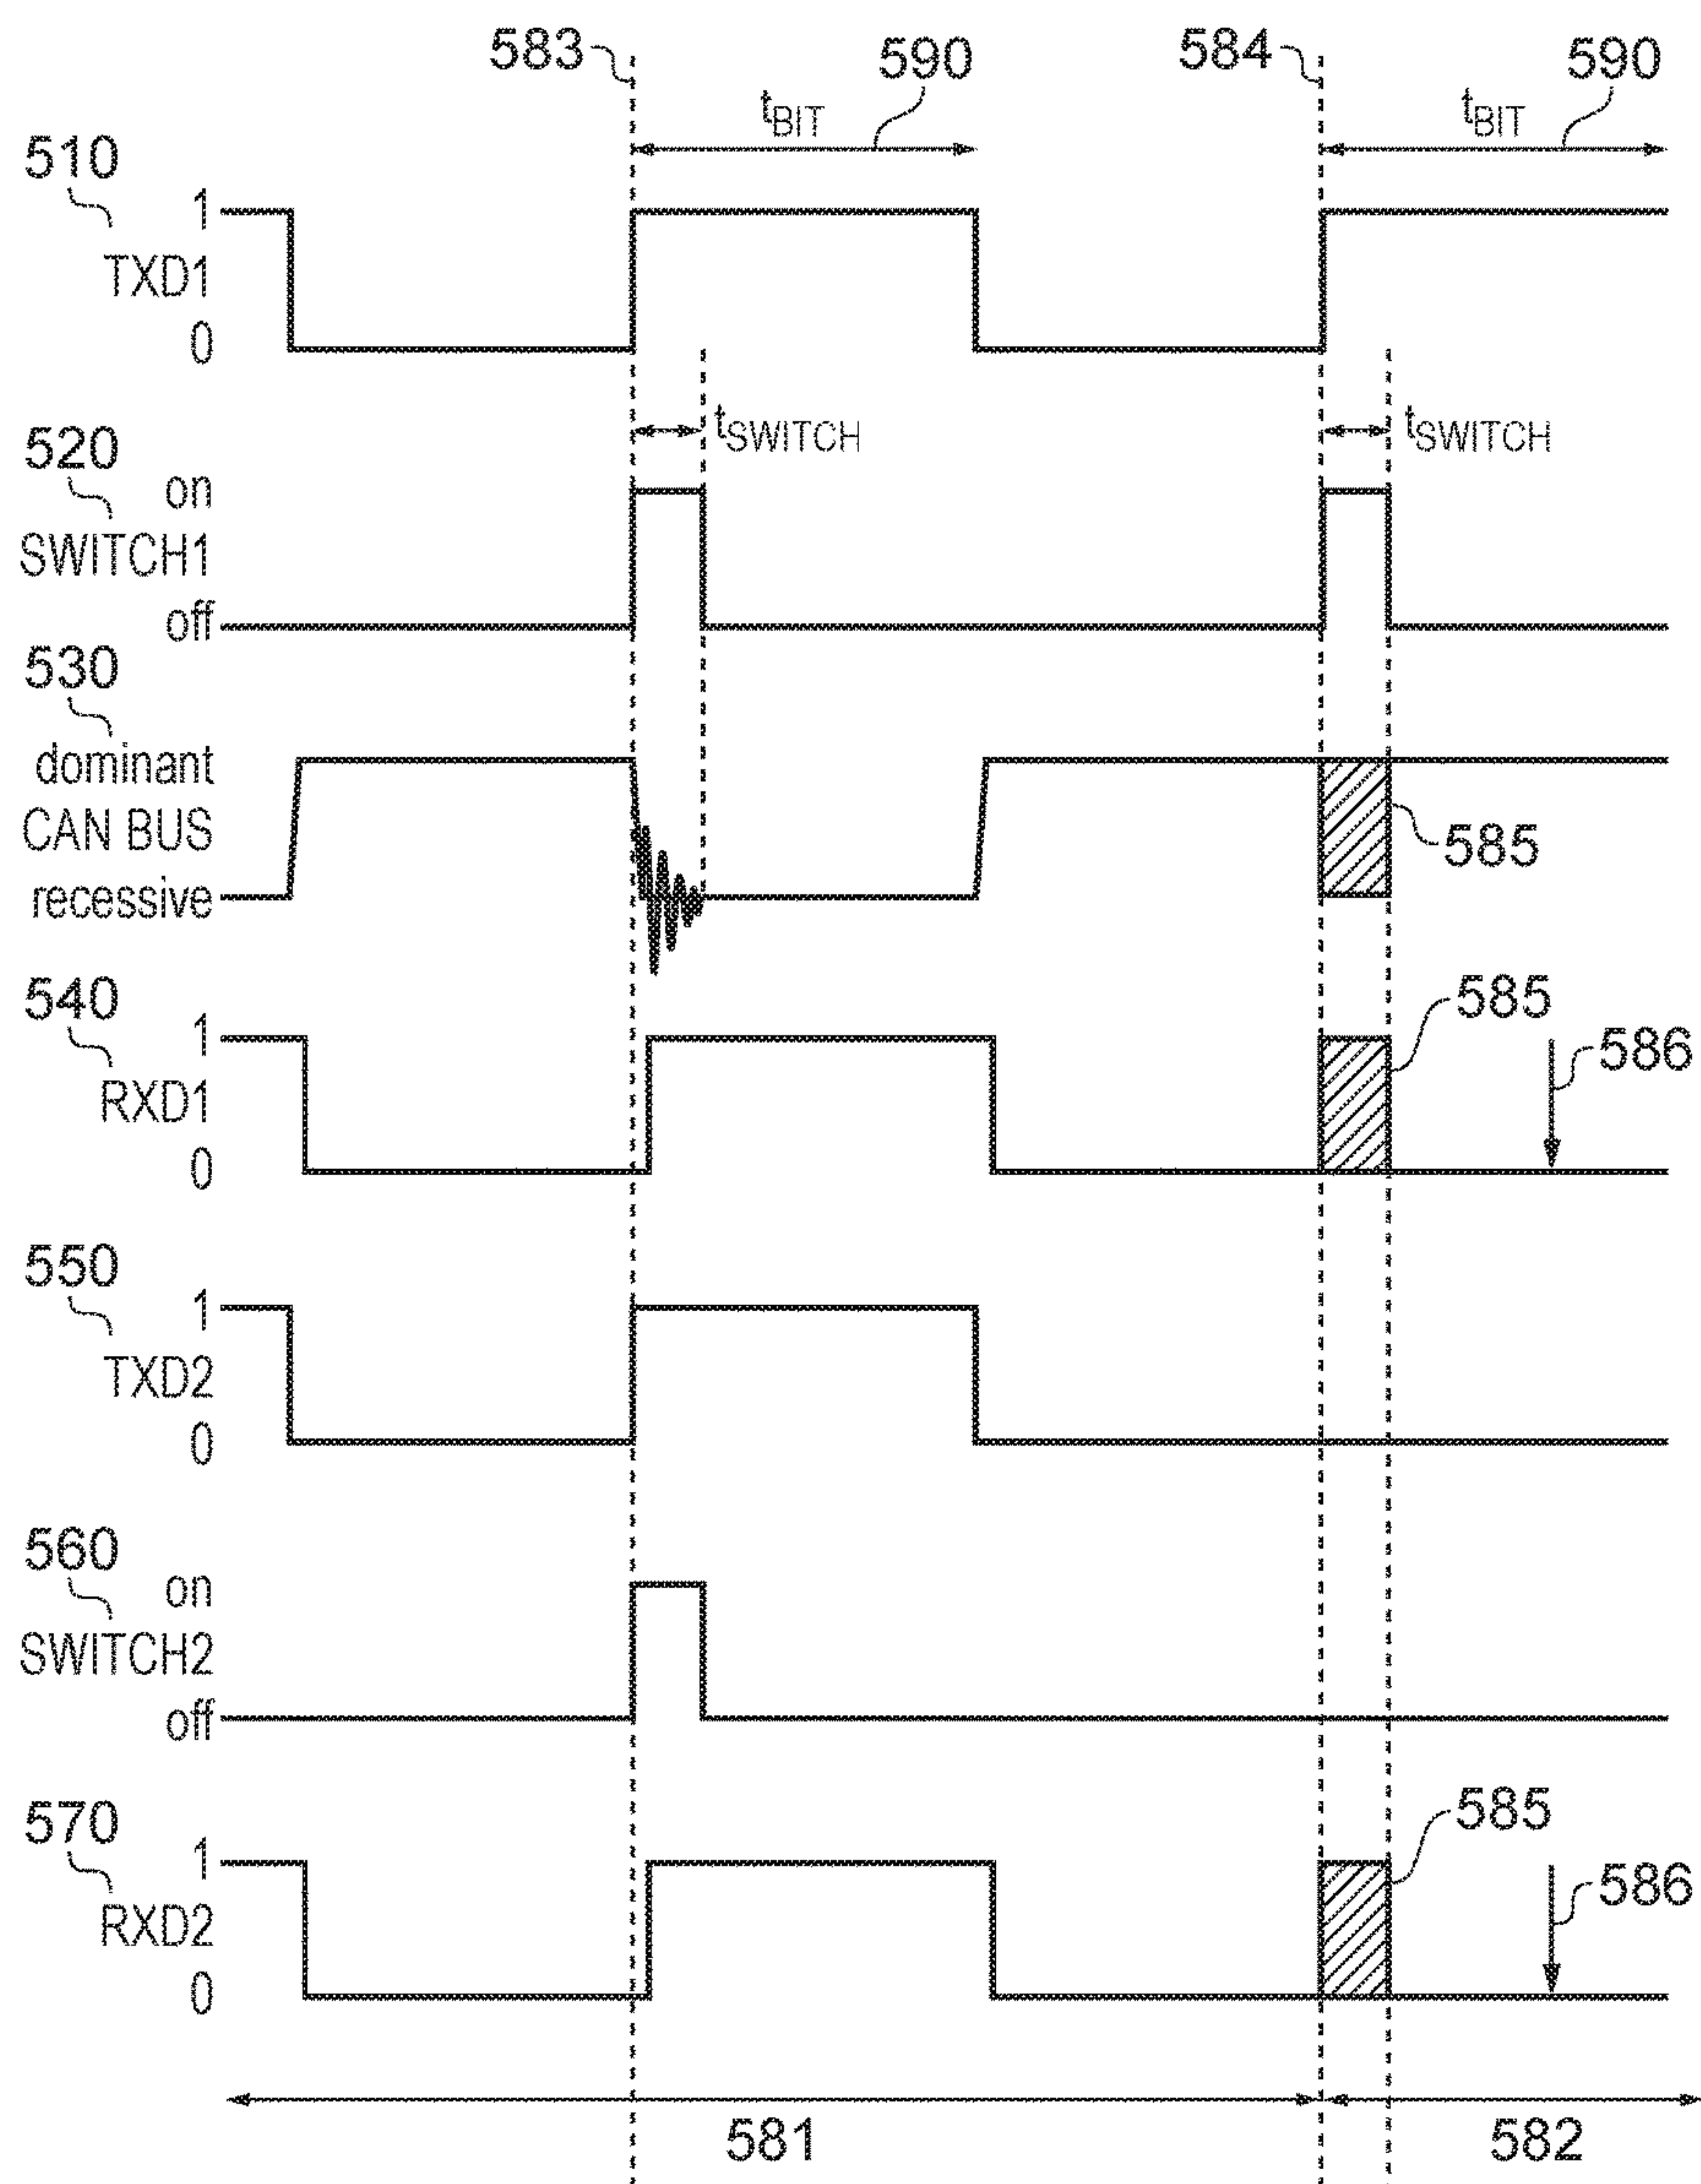 583
590
584
590
tBIT
tBIT
510
1
TXD1
0
tSWITCH
tSWITCH
520
on
SWITCH1
off
530
dominant
CAN BUS
recessive
585
540
1
RXD1
0
585
586
550
1
TXD2
0
560
on
SWITCH2
off
570
1
RXD2
0
585
586
581
582